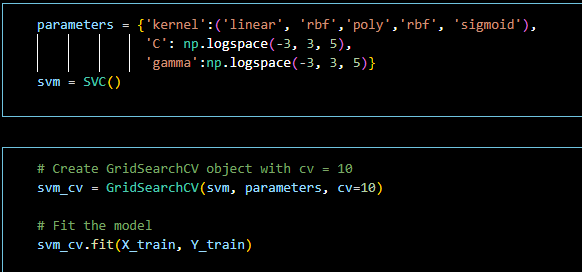 parameters = {'kernel':('linear', 'rbf','poly','rbf', 'sigmoid'),
'C': np.logspace(-3, 3, 5),
'gamma':np.logspace(-3, 3, 5)}
svm = SVC()
# Create GridSearchCV object with cv = 10
svm_cv = GridSearchCV(svm, parameters, cv=10)
# Fit the model
svm_cv.fit(X_train, Y_train)